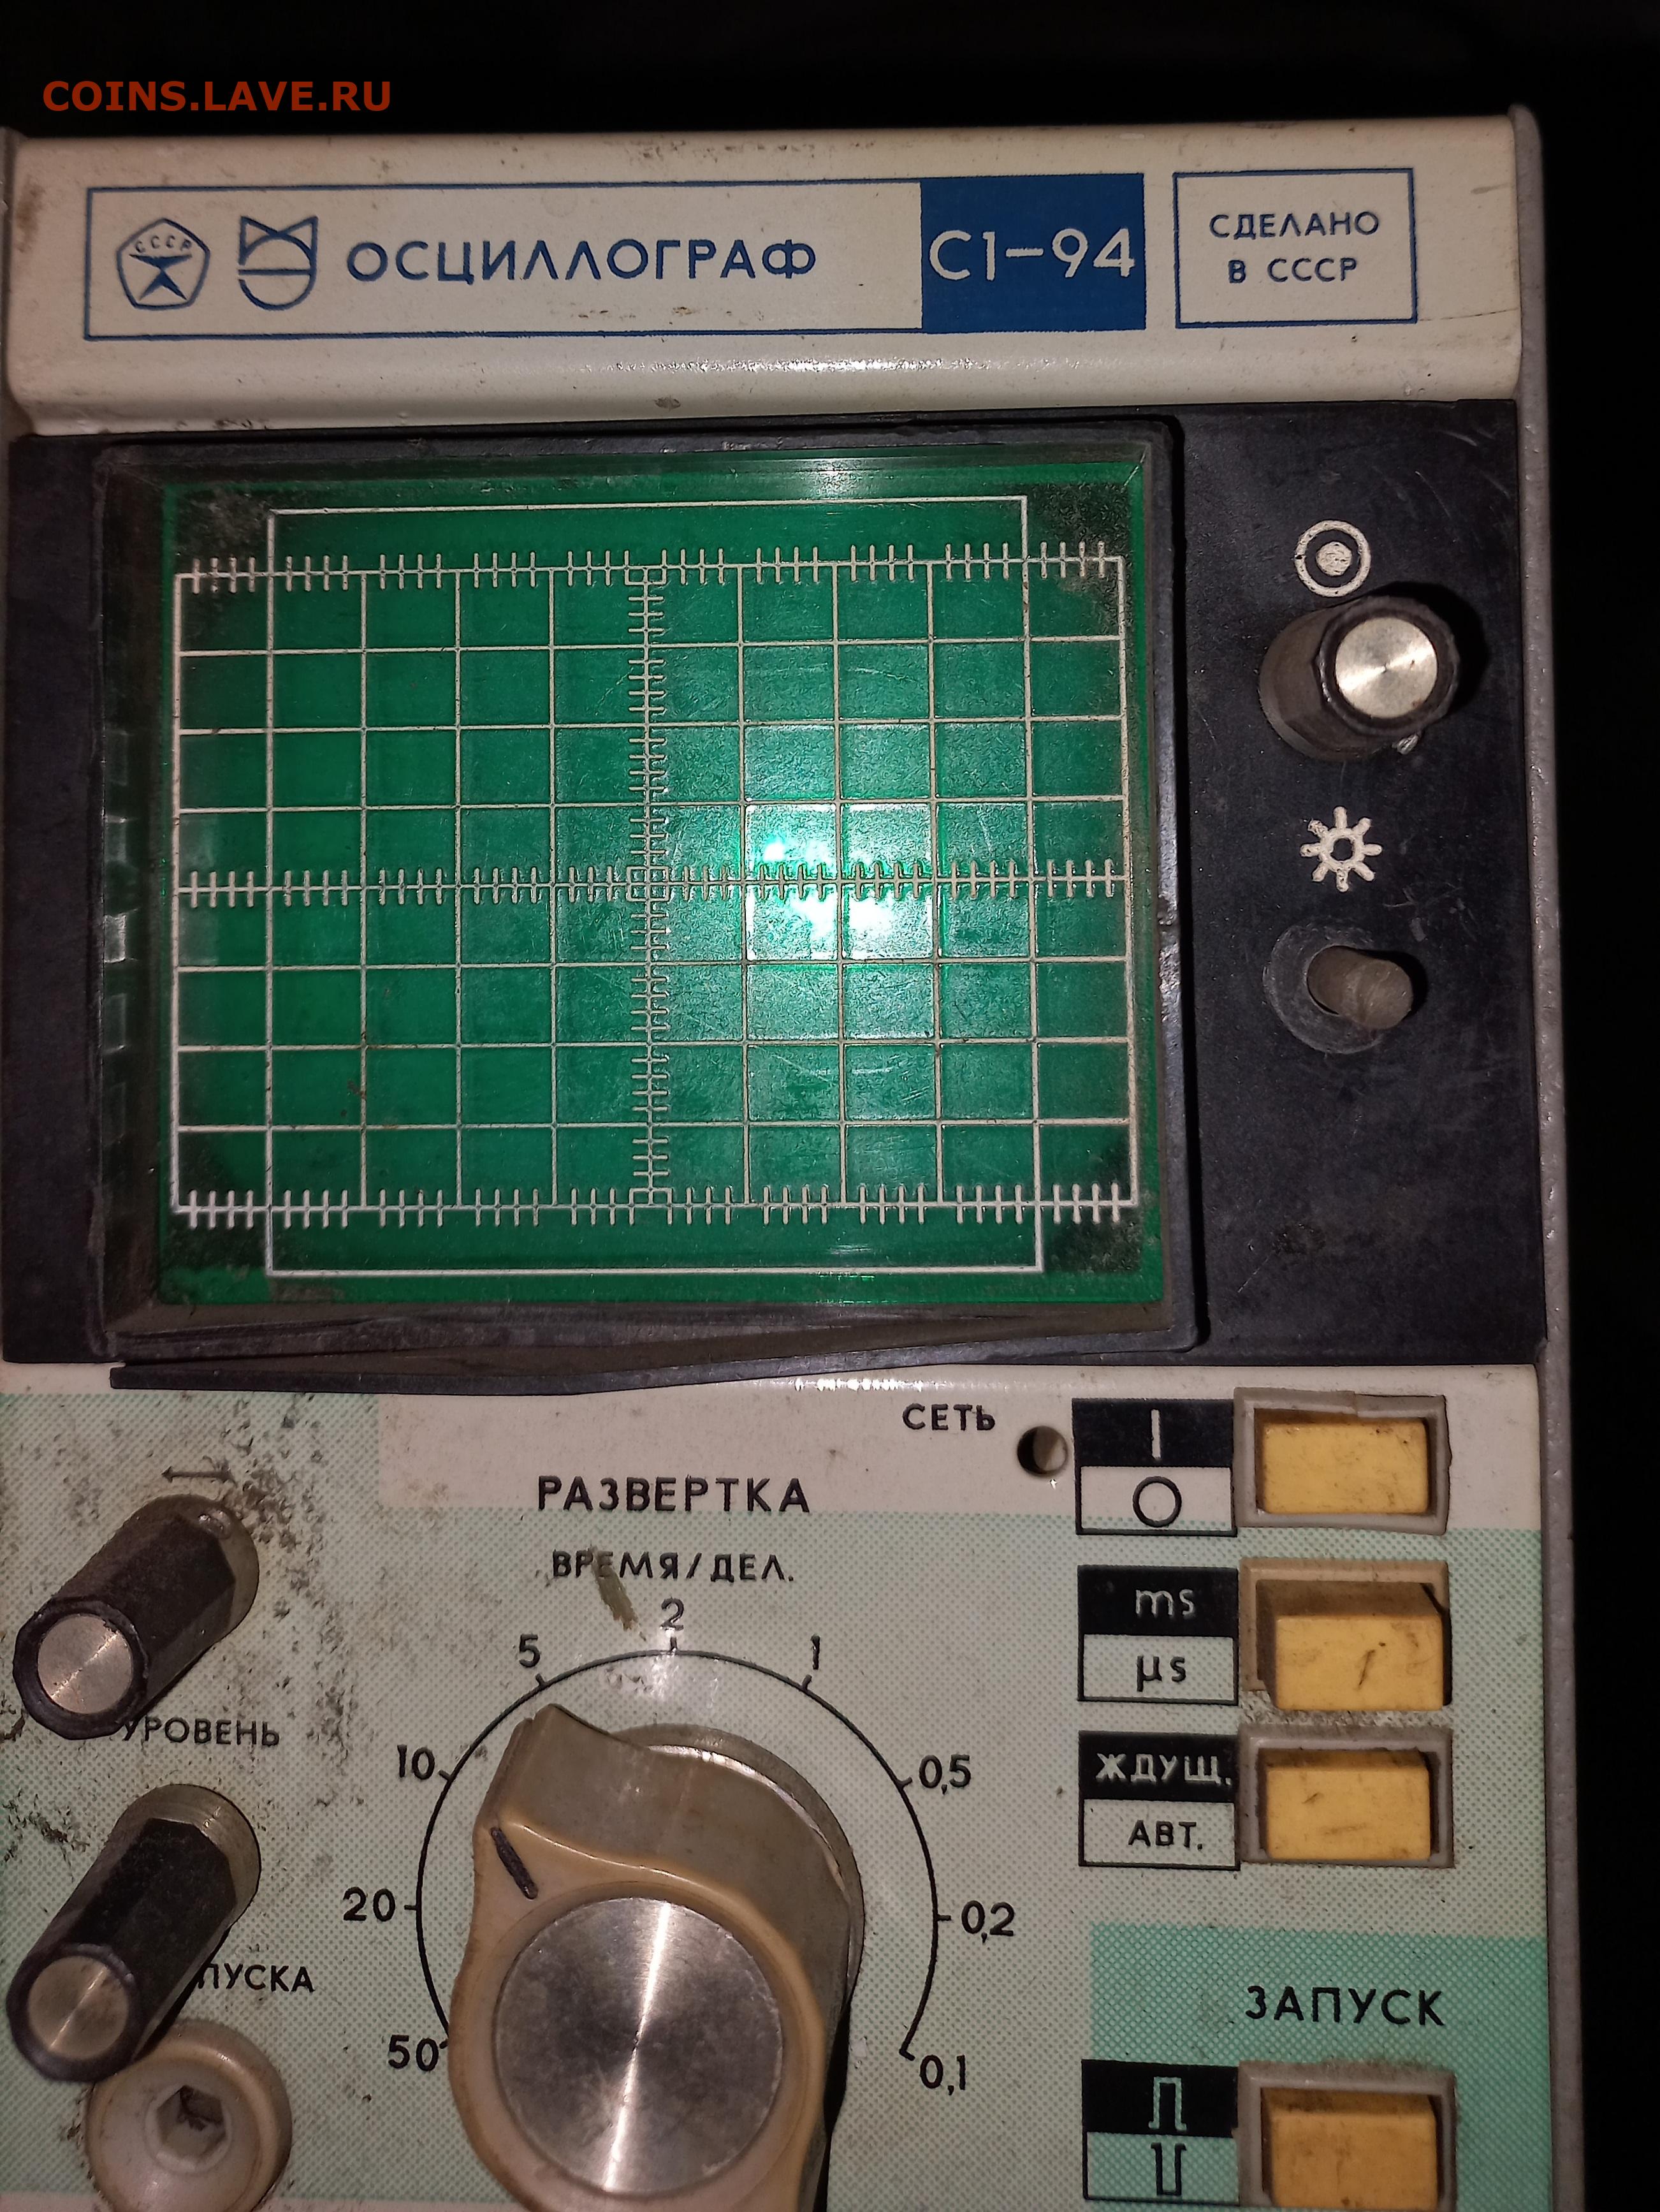 COINS.LAVE.RU
СССР
ОСЦИЛЛОГРАФ
С1-94
СДЕЛАНО
В СССР
СЕТЬ
I
O
РАЗВЕРТКА
ВРЕМЯ/ДЕЛ.
ms
μs
2
5
1
УРОВЕНЬ
ЖДУЩ.
АВТ.
10
0,5
20
0,2
ПУСКА
ЗАПУСК
50
0,1